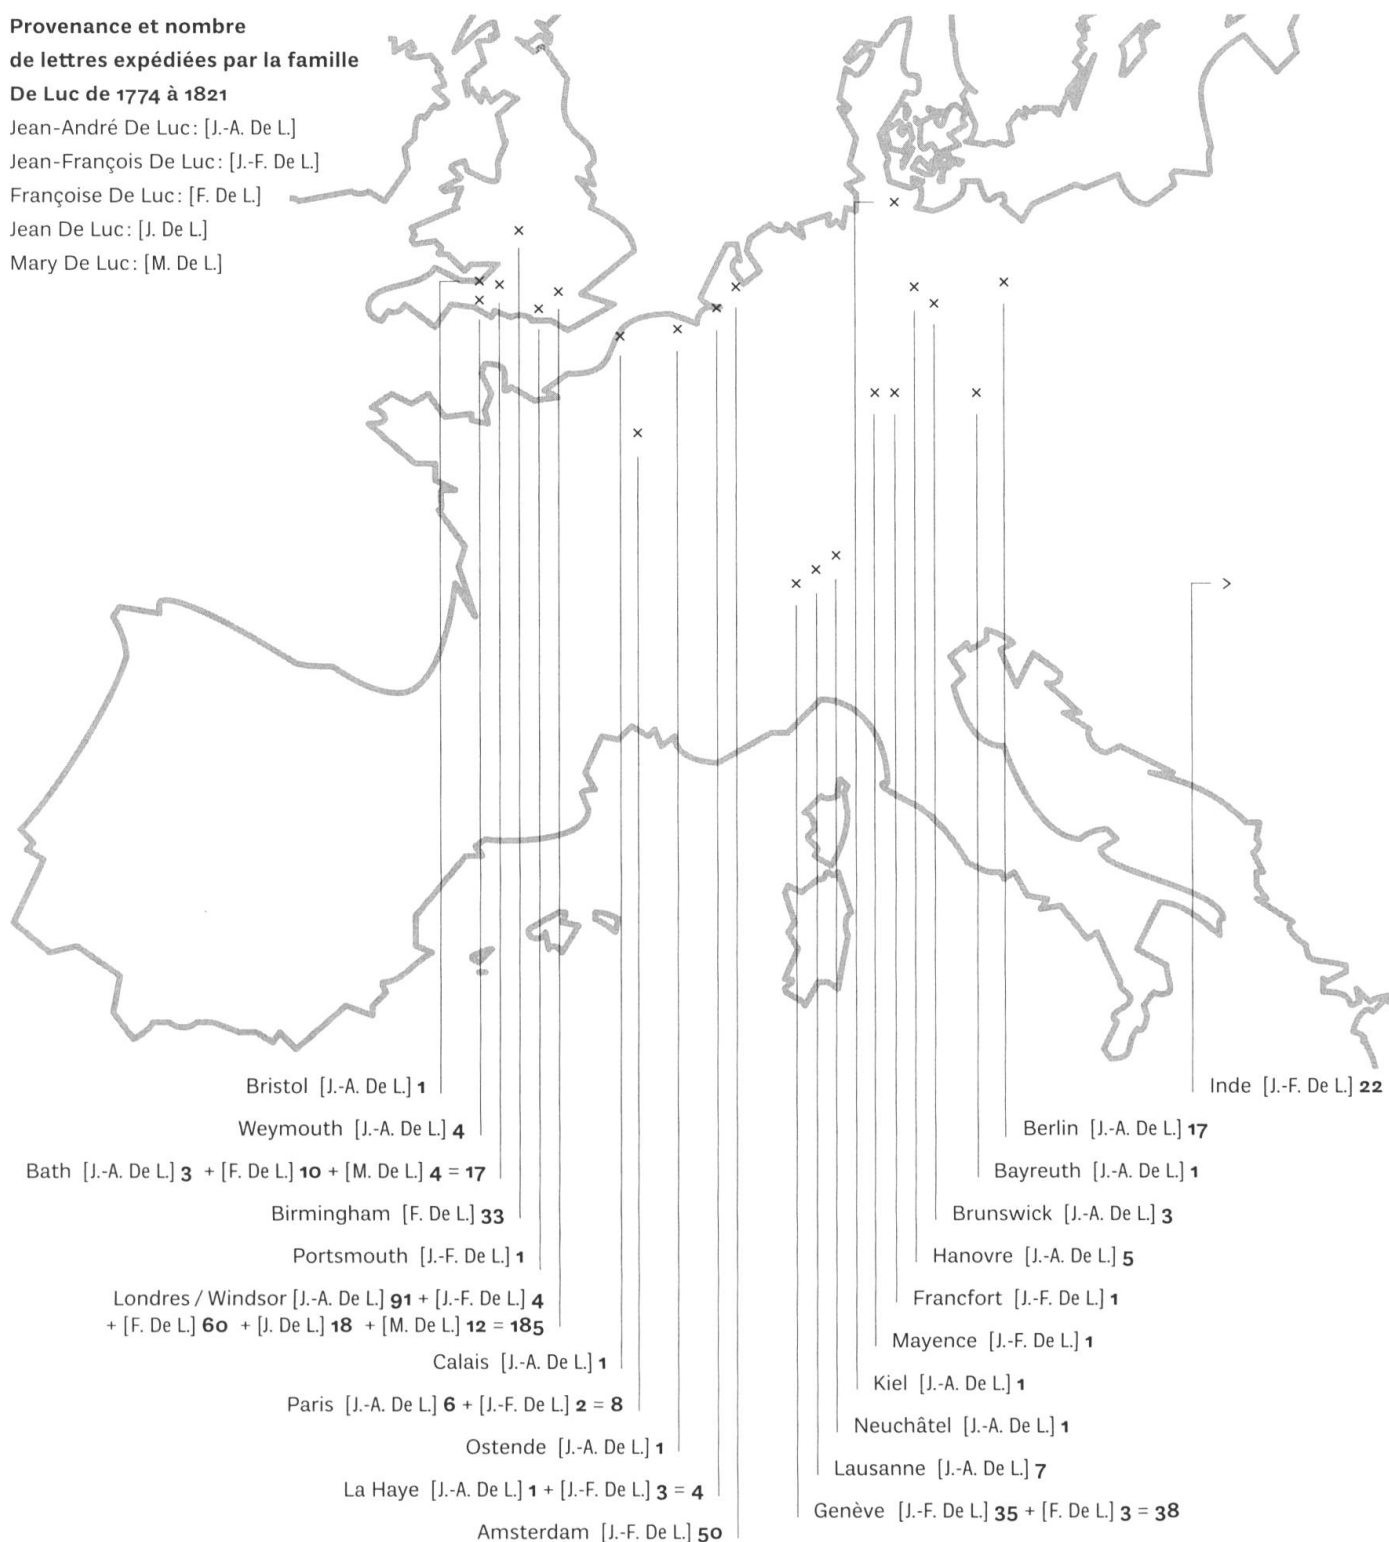 Provenance et nombre
de lettres expédiées par la famille
De Luc de 1774 à 1821
Jean-André De Luc: [J.-A. De L.]
Jean-François De Luc: [J.-F. De L.]
Françoise De Luc: [F. De L.]
Jean De Luc: [J. De L.]
Mary De Luc: [M. De L.]
Bristol [J.-A. De L.] 1
Weymouth [J.-A. De L.] 4
Bath [J.-A. De L.] 3 + [F. De L.] 10 + [M. De L.] 4 = 17
Birmingham [F. De L.] 33
Portsmouth [J.-F. De L.] 1
Londres / Windsor [J.-A. De L.] 91 + [J.-F. De L.] 4
+ [F. De L.] 60 + [J. De L.] 18 + [M. De L.] 12 = 185
Calais [J.-A. De L.] 1
Paris [J.-A. De L.] 6 + [J.-F. De L.] 2 = 8
Ostende [J.-A. De L.] 1
La Haye [J.-A. De L.] 1 + [J.-F. De L.] 3 = 4
Amsterdam [J.-F. De L.] 50
Inde [J.-F. De L.] 22
Berlin [J.-A. De L.] 17
Bayreuth [J.-A. De L.] 1
Brunswick [J.-A. De L.] 3
Hanovre [J.-A. De L.] 5
Francfort [J.-F. De L.] 1
Mayence [J.-F. De L.] 1
Kiel [J.-A. De L.] 1
Neuchâtel [J.-A. De L.] 1
Lausanne [J.-A. De L.] 7
Genève [J.-F. De L.] 35 + [F. De L.] 3 = 38